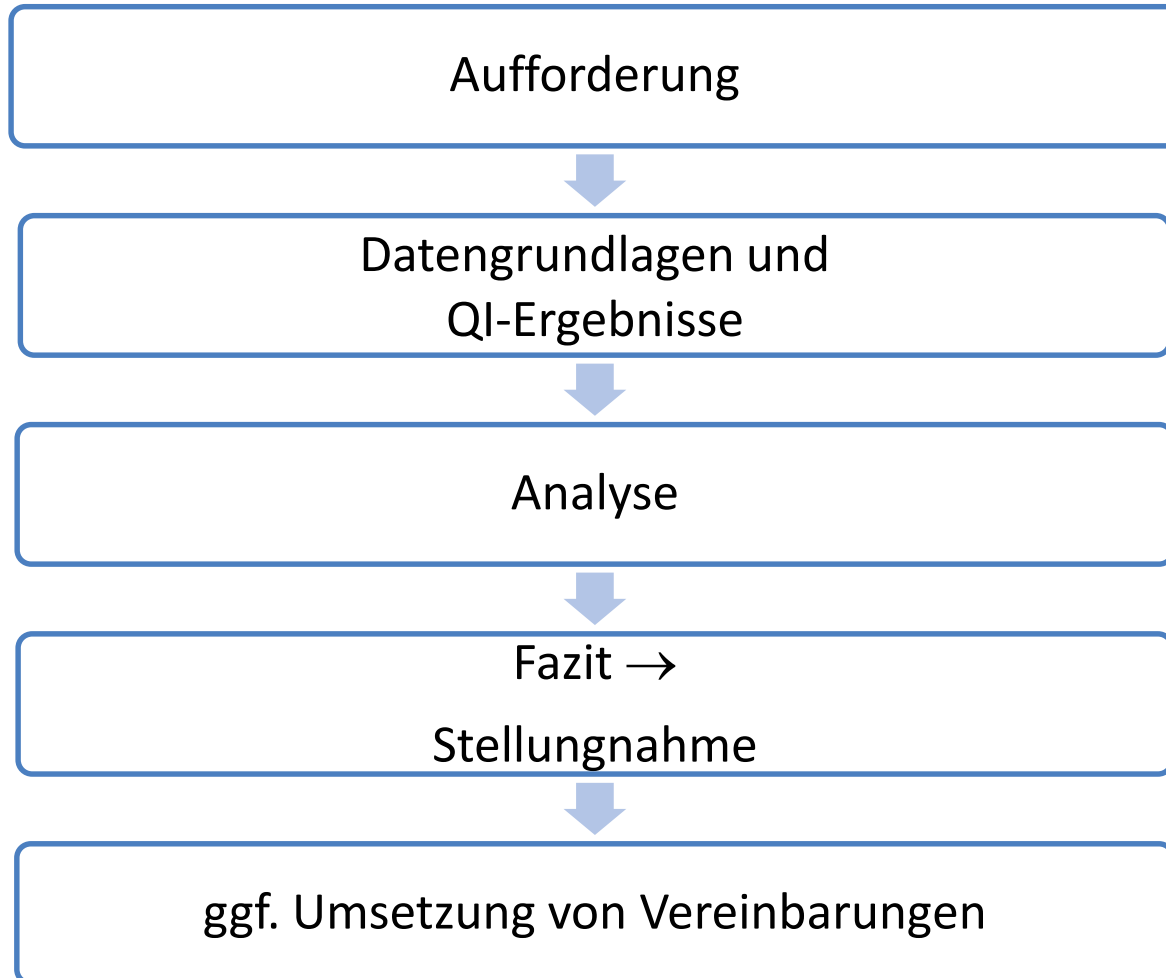 Aufforderung
Datengrundlagen und
QI-Ergebnisse
Analyse
Fazit →
Stellungnahme
ggf. Umsetzung von Vereinbarungen